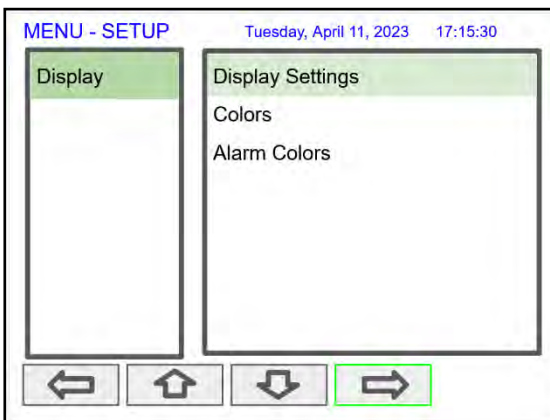 MENU - SETUP Tuesday, April 11, 2023 17:15:30
Display
Display Settings
Colors
Alarm Colors